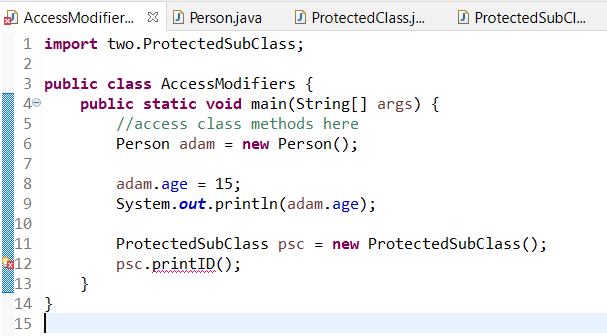 AccessModifier... Person.java ProtectedClass.j... ProtectedSubCl...
1 import two.ProtectedSubClass;
2
3 public class AccessModifiers {
4 public static void main(String[] args) {
5 //access class methods here
6 Person adam = new Person();
7
8 adam.age = 15;
9 System.out.println(adam.age);
10
11 ProtectedSubClass psc = new ProtectedSubClass();
12 psc.printID();
13 }
14 }
15